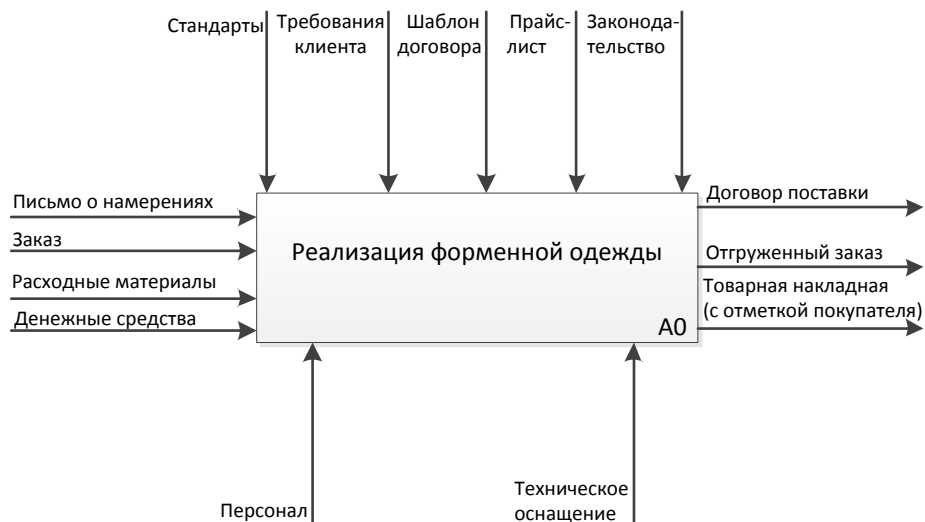 Стандарты
Требования
клиента
Шаблон
договора
Прайс-
лист
Законода-
тельство
Письмо о намерениях
Заказ
Расходные материалы
Денежные средства
Реализация форменной одежды
A0
Договор поставки
Отгруженный заказ
Товарная накладная
(с отметкой покупателя)
Персонал
Техническое
оснащение